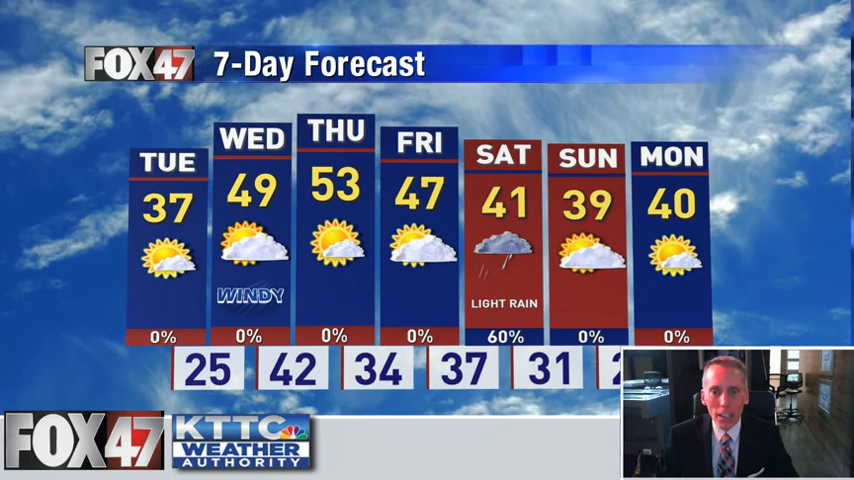 FOX47 7-Day Forecast
TUE WED THU FRI SAT SUN MON
37 49 53 47 41 39 40
WINDY LIGHT RAIN
0% 0% 0% 0% 60% 0% 0%
25 42 34 37 31
FOX47
KTTC
WEATHER
AUTHORITY